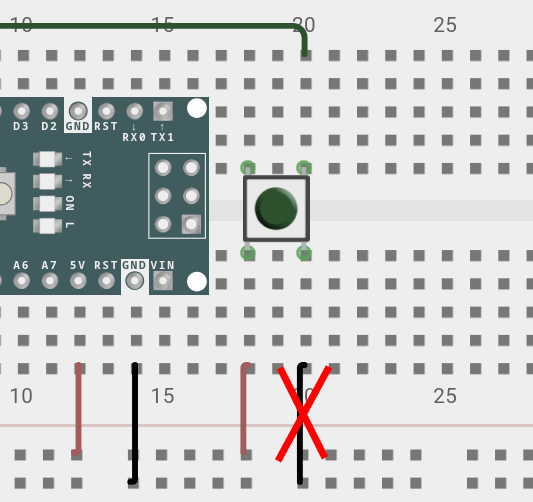 10 15 20 25
D3 D2 GND RST ↓ ↑
RX0 TX1
← TX
→ RX
ON
L
A6 A7 5V RST GND VIN
10 15 25